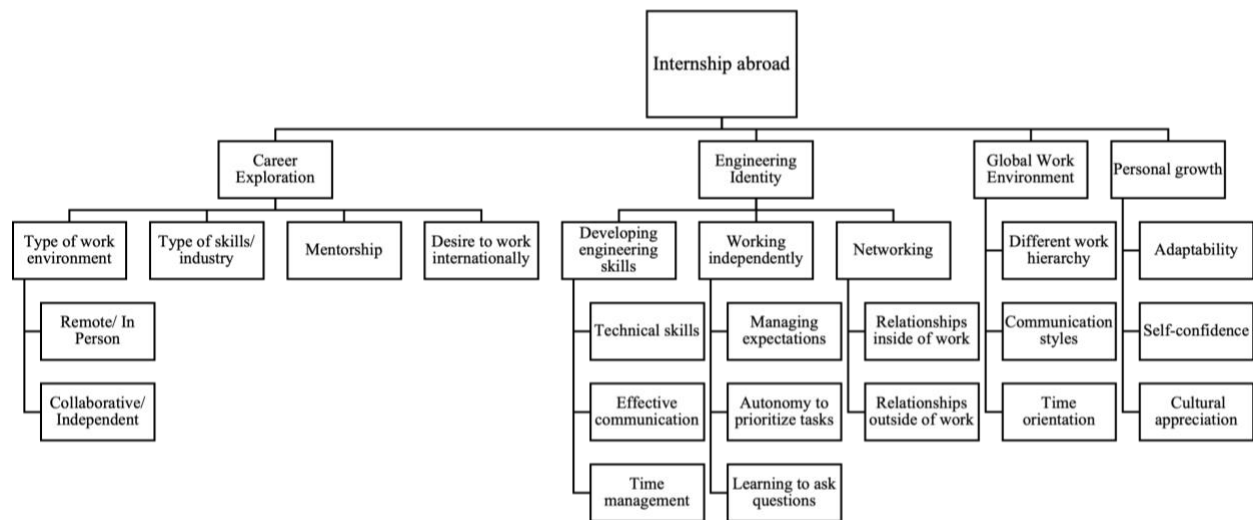 Internship abroad
Career
Exploration
Engineering
Identity
Global Work
Environment
Personal growth
Type of work
environment
Type of skills/
industry
Mentorship
Desire to work
internationally
Developing
engineering
skills
Working
independently
Networking
Different work
hierarchy
Adaptability
Remote/ In
Person
Technical skills
Managing
expectations
Relationships
inside of work
Communication
styles
Self-confidence
Collaborative/
Independent
Effective
communication
Autonomy to
prioritize tasks
Relationships
outside of work
Time
orientation
Cultural
appreciation
Time
management
Learning to ask
questions